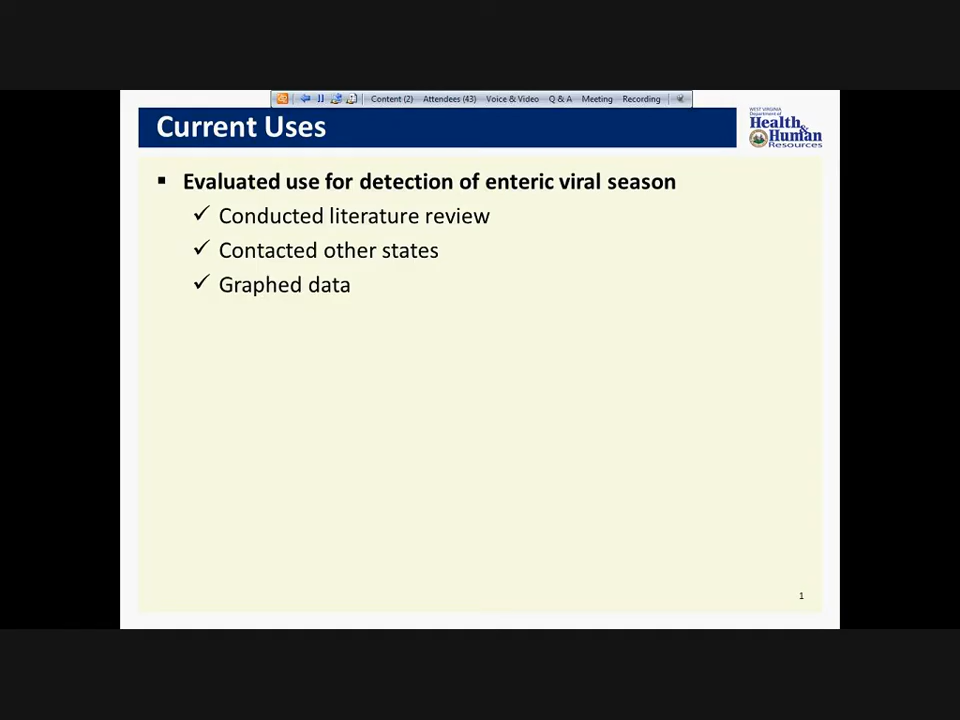 Content (2) Attendees (43) Voice & Video Q & A Meeting Recording
Current Uses
WEST VIRGINIA
Department of
Health &
Human
Resources
Evaluated use for detection of enteric viral season
Conducted literature review
Contacted other states
Graphed data
1